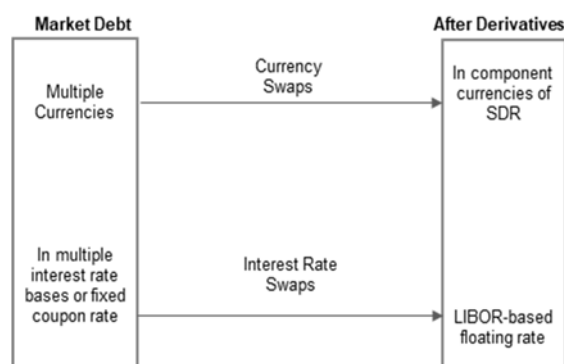 Market Debt
After Derivatives
Multiple
Currencies
Currency
Swaps
In component
currencies of
SDR
In multiple
interest rate
bases or fixed
coupon rate
Interest Rate
Swaps
LIBOR-based
floating rate